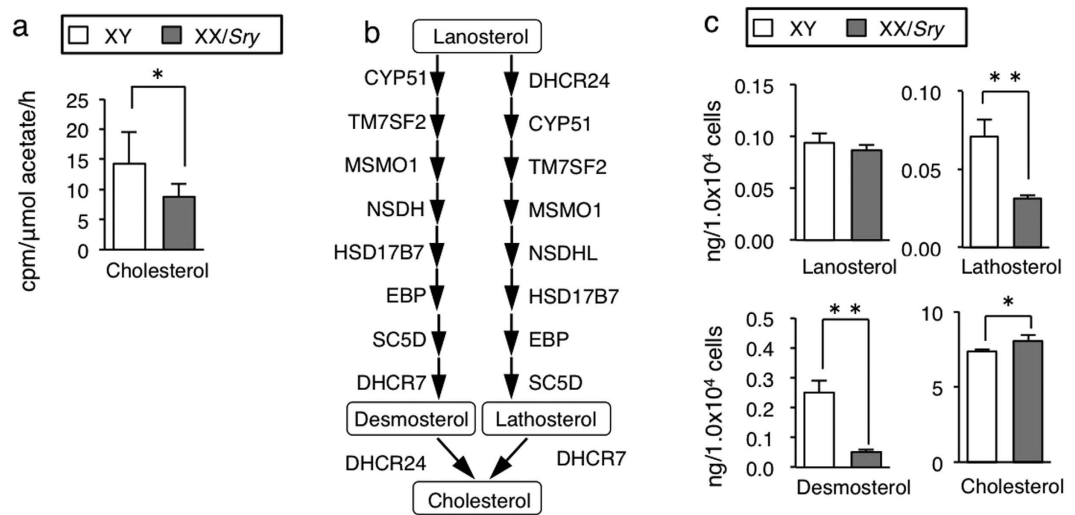 a
XY XX/Sry
*
25
20
15
10
5
0
cpm/μmol acetate/h
Cholesterol
b
Lanosterol
CYP51
TM7SF2
MSMO1
NSDH
HSD17B7
EBP
SC5D
DHCR7
Desmosterol
DHCR24
DHCR24
CYP51
TM7SF2
MSMO1
NSDHL
HSD17B7
EBP
SC5D
Lathosterol
DHCR7
Cholesterol
c
XY XX/Sry
ng/1.0x10⁴ cells
0.15
0.10
0.05
0.00
Lanosterol
**
0.10
0.05
0.00
Lathosterol
ng/1.0x10⁴ cells
**
0.5
0.4
0.3
0.2
0.1
0.0
Desmosterol
*
10
5
0
Cholesterol